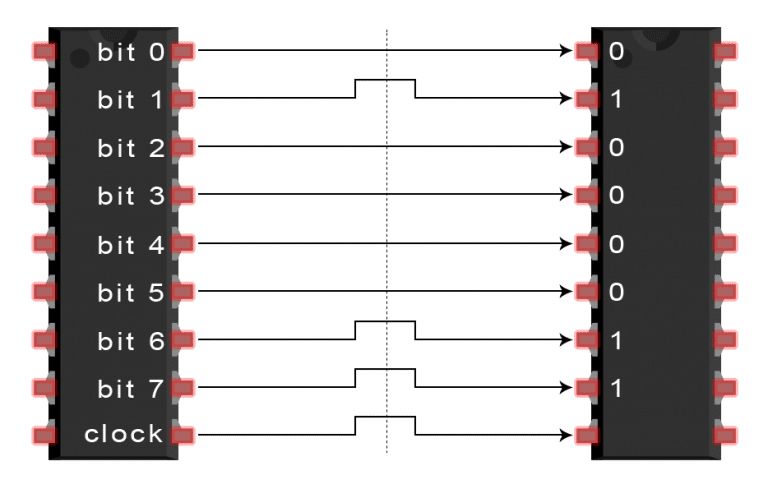 bit 0 0
bit 1 1
bit 2 0
bit 3 0
bit 4 0
bit 5 0
bit 6 1
bit 7 1
clock